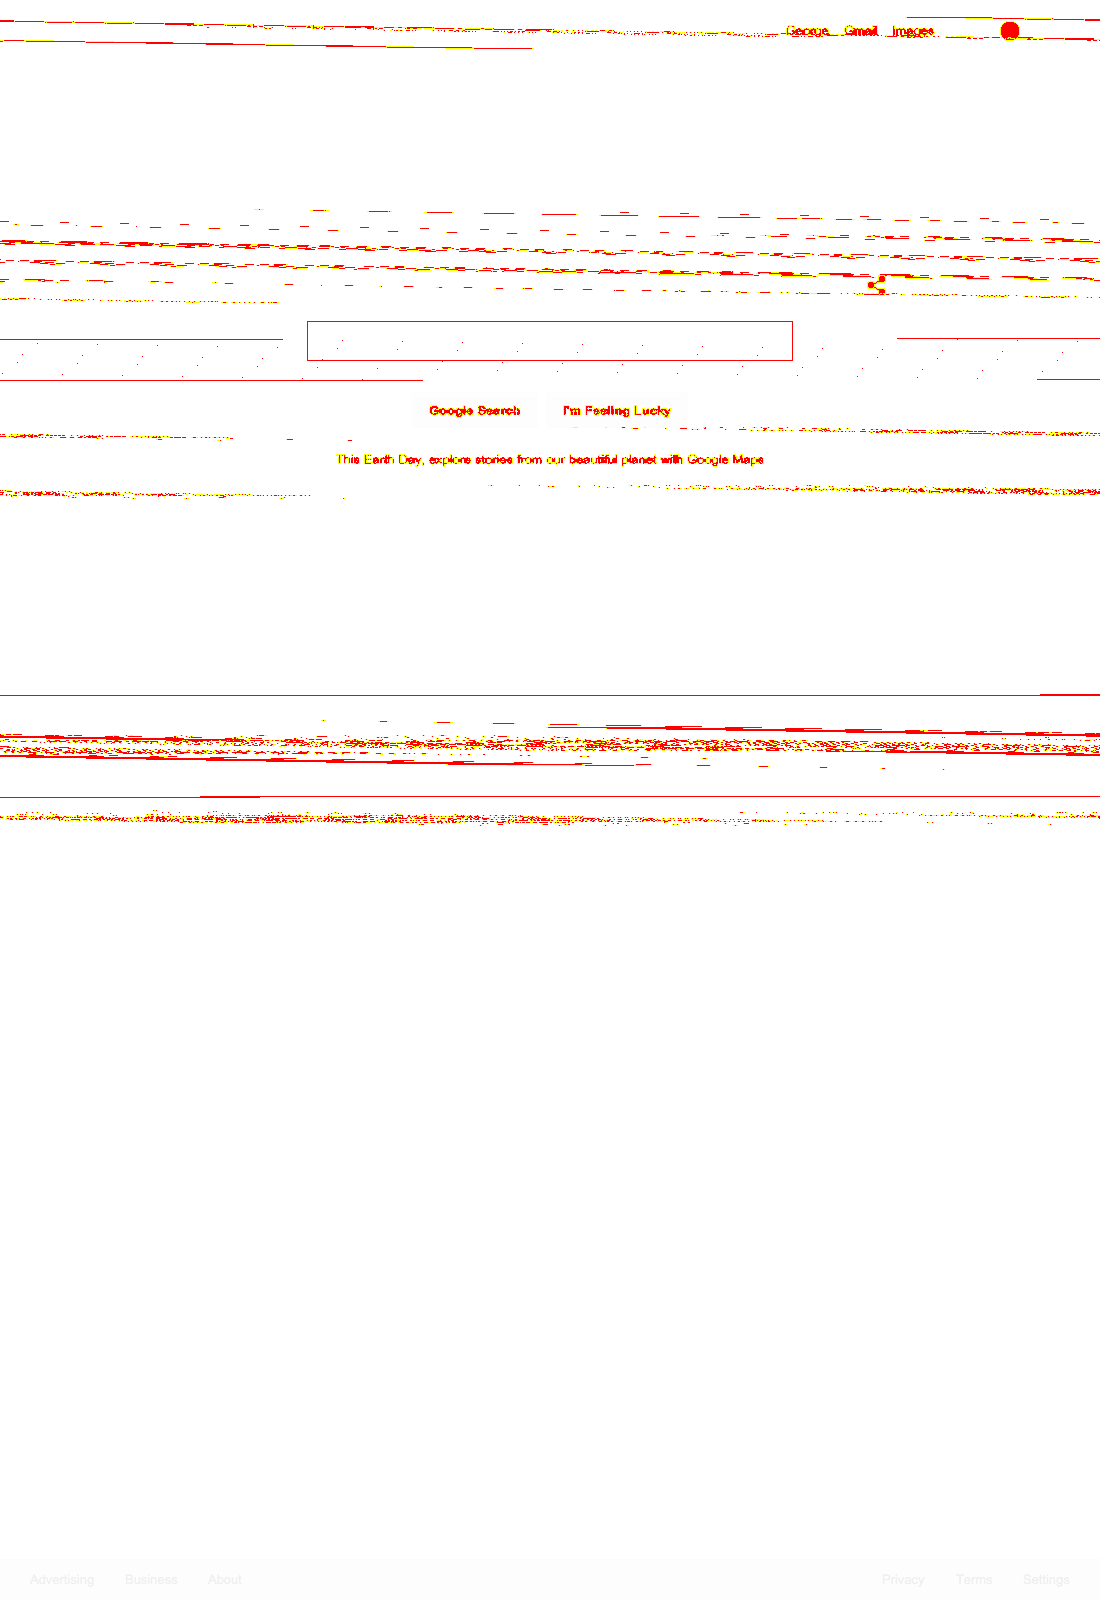 George Gmail Images
Google Search I'm Feeling Lucky
This Earth Day, explore stories from our beautiful planet with Google Maps
Advertising Business About Privacy Terms Settings